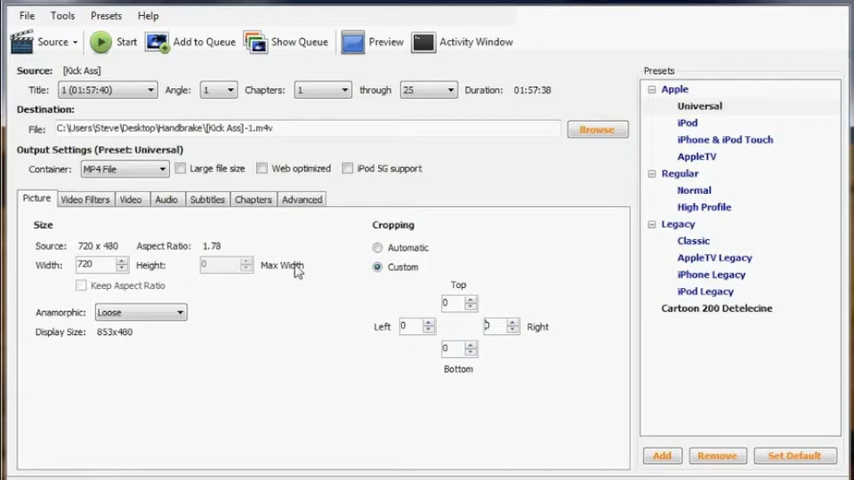 File Tools Presets Help
Source Start Add to Queue Show Queue Preview Activity Window
Source: [Kick Ass]
Title: 1 (01:57:40) Angle: 1 Chapters: 1 through 25 Duration: 01:57:38
Destination:
File: C:\Users\Steve\Desktop\Handbrake\[Kick Ass]-1.m4v Browse
Output Settings (Preset: Universal)
Container: MP4 File Large file size Web optimized iPod 5G support
Picture Video Filters Video Audio Subtitles Chapters Advanced
Size
Source: 720 x 480 Aspect Ratio: 1.78
Width: 720 Height: 0 Max Width
Keep Aspect Ratio
Anamorphic: Loose
Display Size: 853x480
Cropping
Automatic
Custom
Top
0
Left 0 0 Right
0
Bottom
Presets
Apple
Universal
iPod
iPhone & iPod Touch
AppleTV
Regular
Normal
High Profile
Legacy
Classic
AppleTV Legacy
iPhone Legacy
iPod Legacy
Cartoon 200 Detelecine
Add Remove Set Default